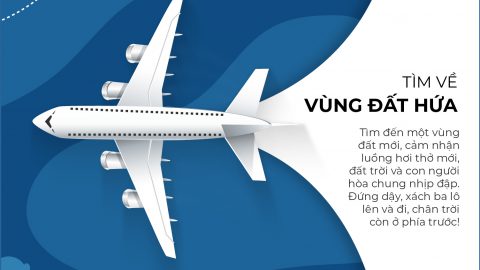 TÌM VỀ
VÙNG ĐẤT HỨA
Tìm đến một vùng
đất mới, cảm nhận
luồng hơi thở mới,
đất trời và con người
hòa chung nhịp đập.
Đứng dậy, xách ba lô
lên và đi, chân trời
còn ở phía trước!